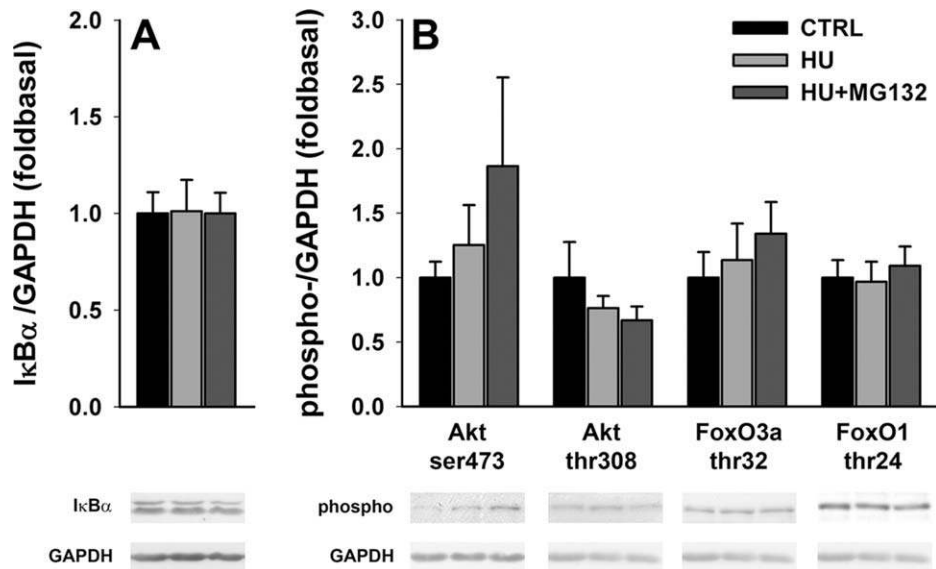 A
IκBα /GAPDH (foldbasal)
2.0
1.5
1.0
0.5
0.0
IκBα
GAPDH
B
phospho-/GAPDH (foldbasal)
3.0
2.5
2.0
1.5
1.0
0.5
0.0
CTRL
HU
HU+MG132
Akt
ser473
Akt
thr308
FoxO3a
thr32
FoxO1
thr24
phospho
GAPDH